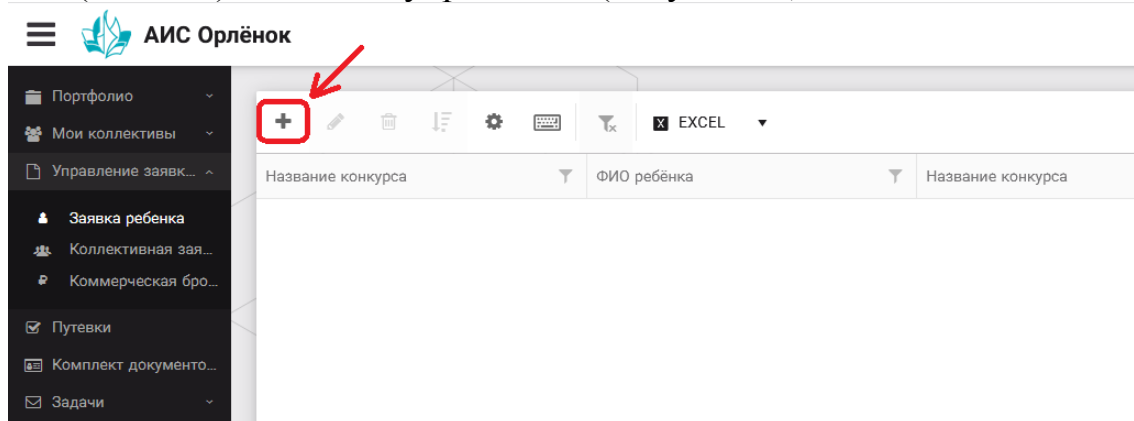 АИС Орлёнок
Портфолио
Мои коллективы
Управление заявк...
Заявка ребенка
Коллективная зая...
Коммерческая бро...
Путевки
Комплект документо...
Задачи
EXCEL
Название конкурса
ФИО ребёнка
Название конкурса